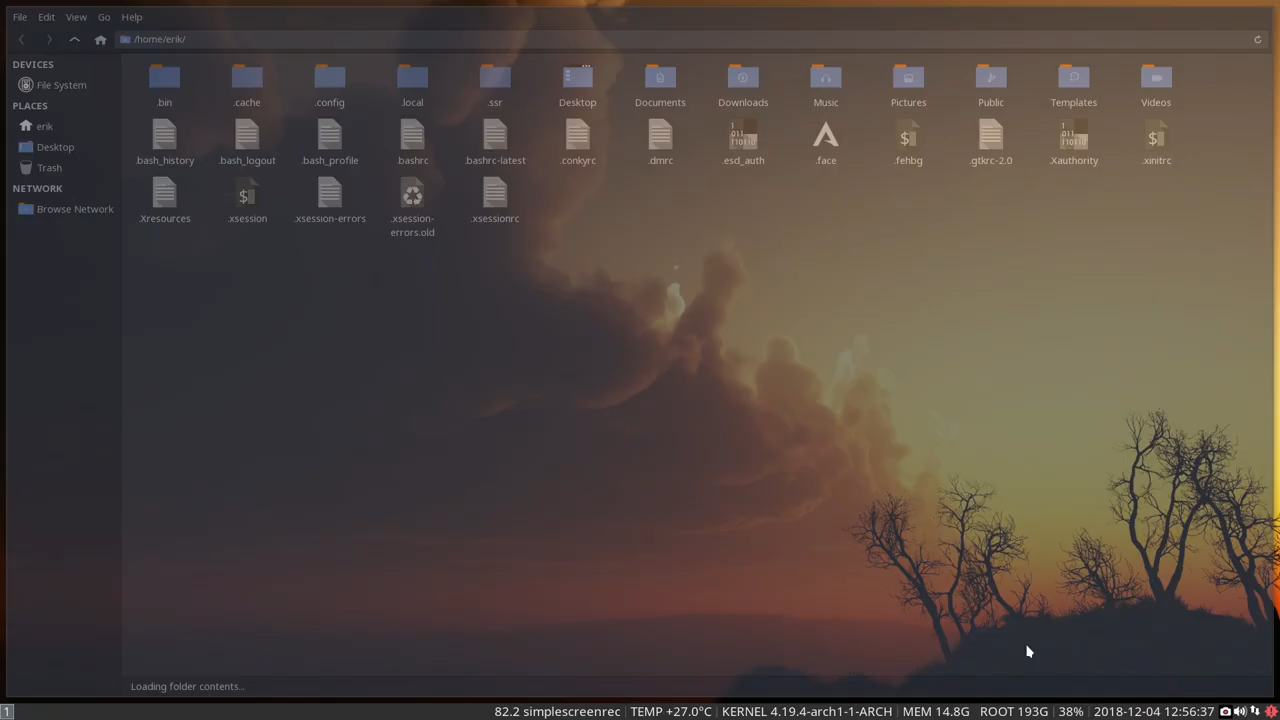 File Edit View Go Help
/home/erik/
DEVICES
File System
PLACES
erik
Desktop
Trash
NETWORK
Browse Network
.bin .cache .config .local .ssr Desktop Documents Downloads Music Pictures Public Templates Videos
.bash_history .bash_logout .bash_profile .bashrc .bashrc-latest .conkyrc .dmrc .esd_auth .face .fehbg .gtkrc-2.0 .Xauthority .xinitrc
.Xresources .xsession .xsession-errors .xsession-errors.old .xsessionrc
Loading folder contents...
1 82.2 simplescreenrec TEMP +27.0°C KERNEL 4.19.4-arch1-1-ARCH MEM 14.8G ROOT 193G 38% 2018-12-04 12:56:37